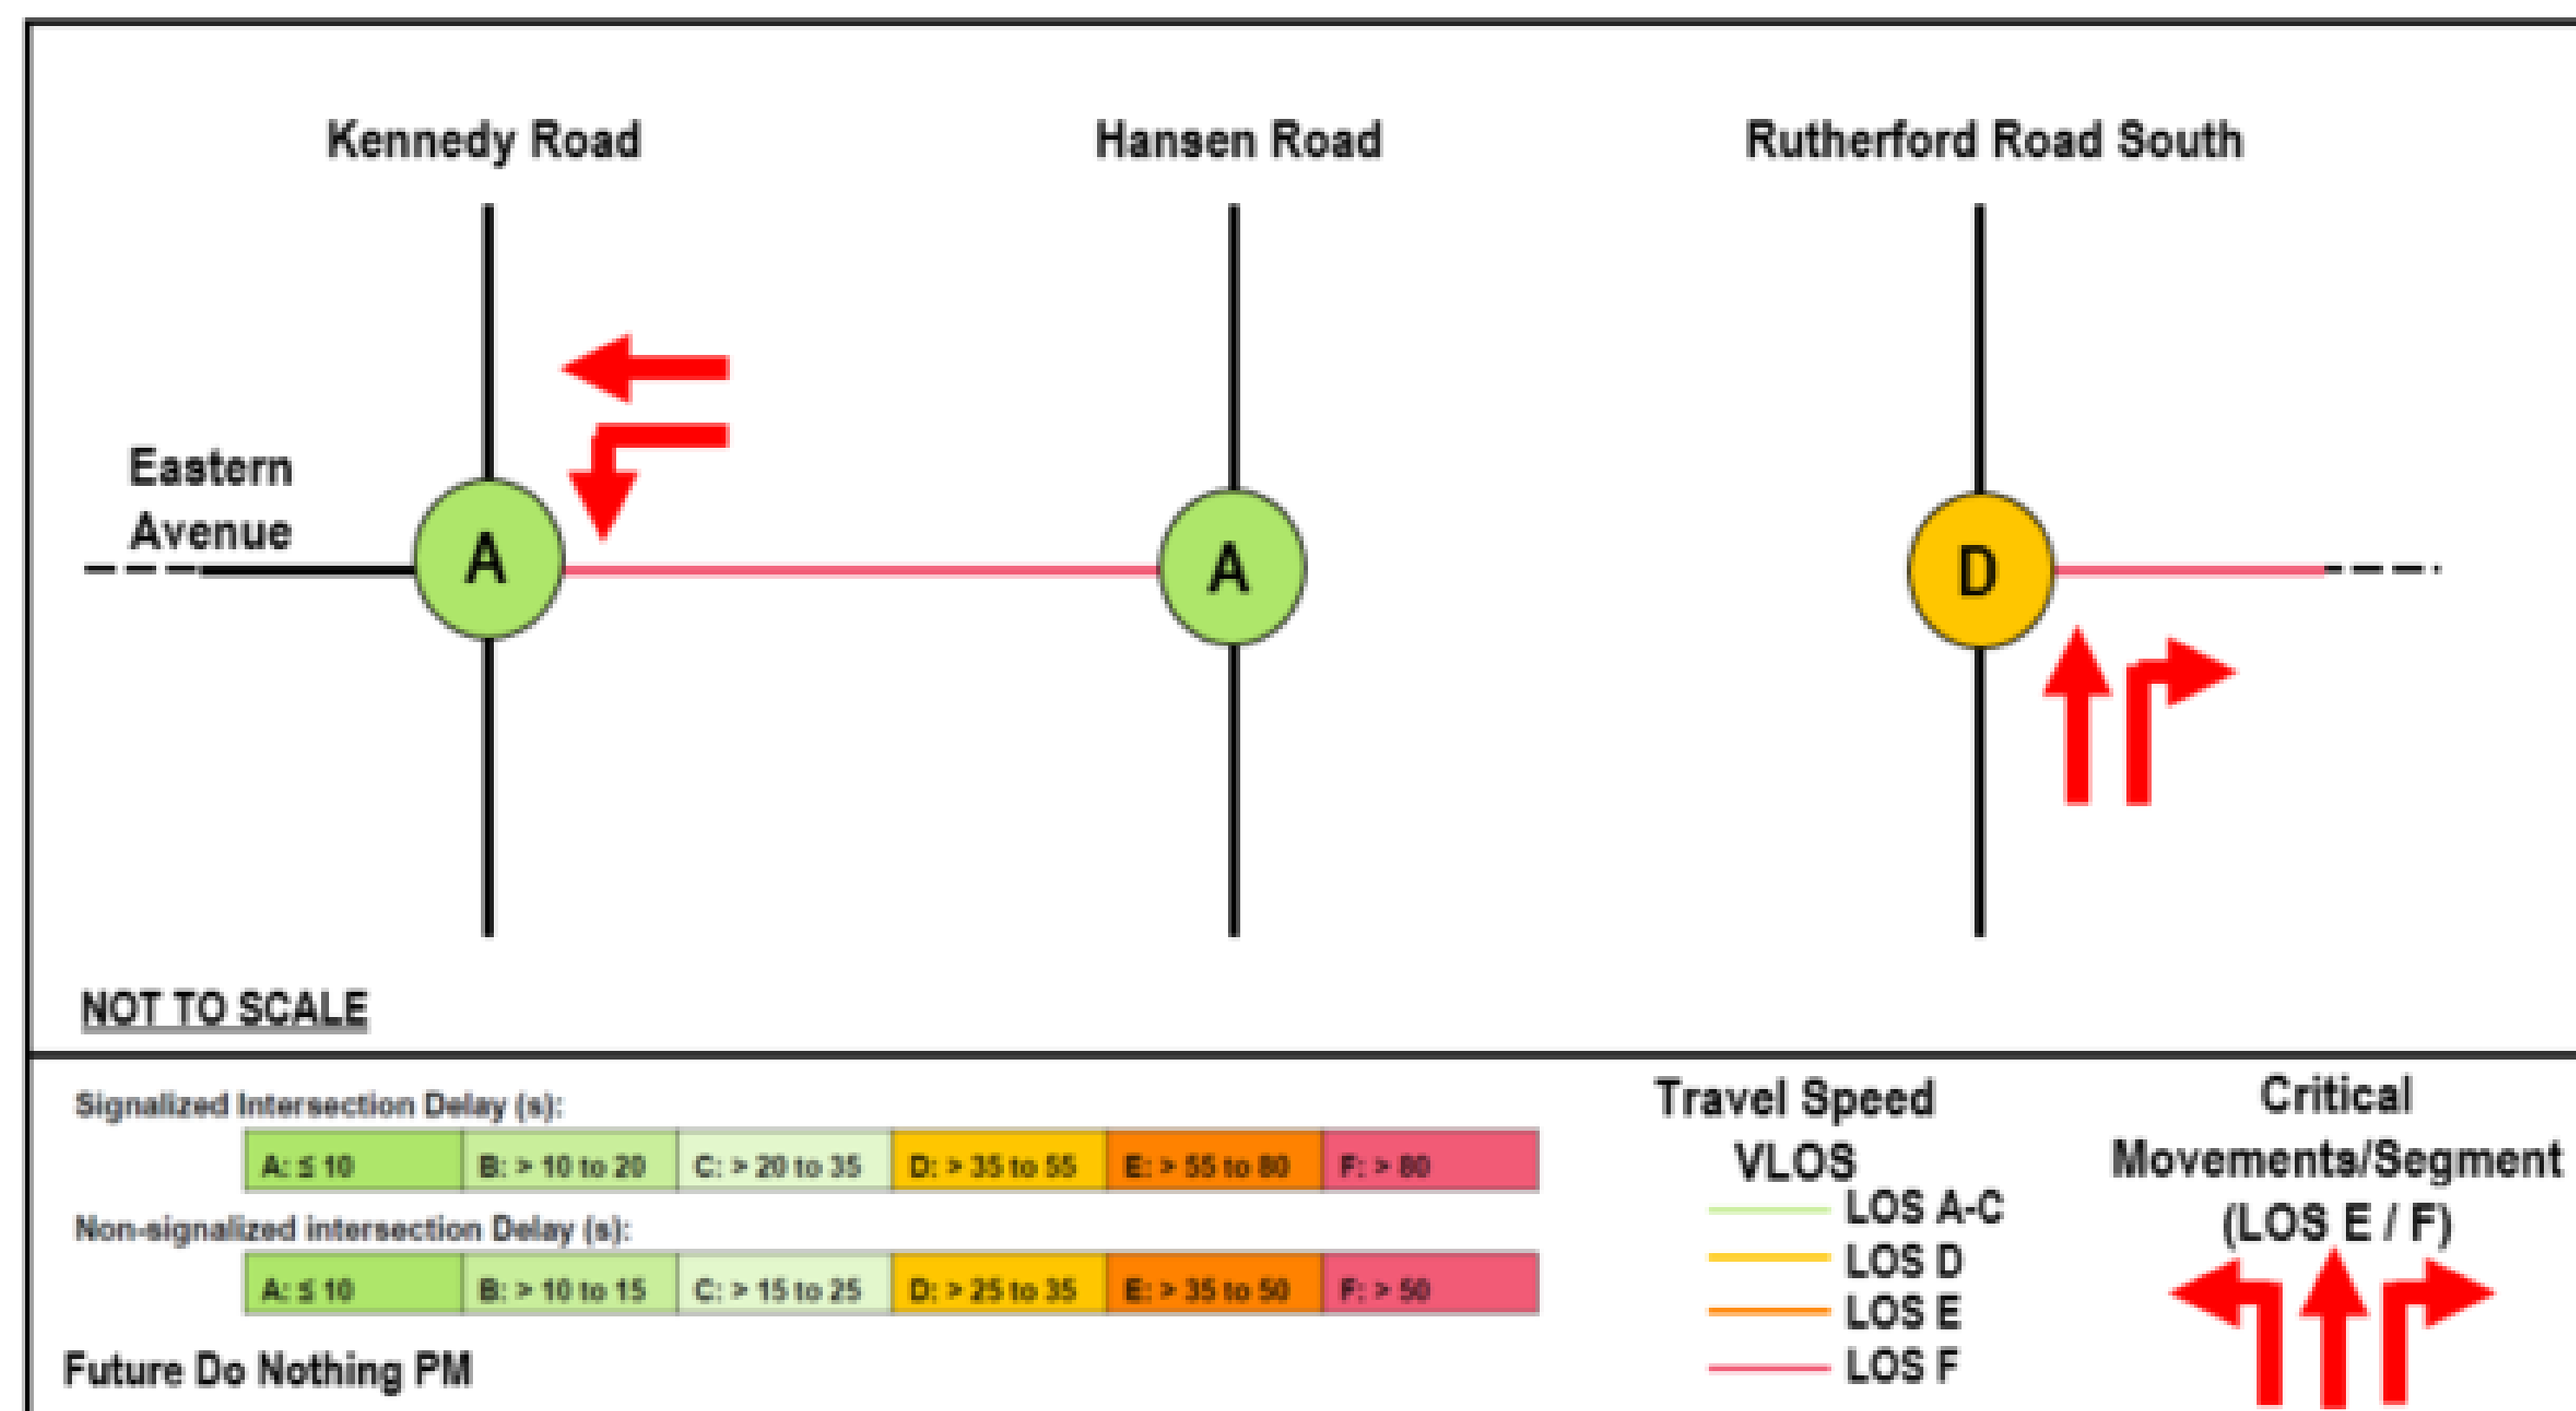 Kennedy Road
Hansen Road
Rutherford Road South
Eastern
Avenue
A
A
D
NOT TO SCALE
Signalized Intersection Delay (s):
A: ≤ 10
B: > 10 to 20
C: > 20 to 35
D: > 35 to 55
E: > 55 to 80
F: > 80
Non-signalized intersection Delay (s):
A: ≤ 10
B: > 10 to 15
C: > 15 to 25
D: > 25 to 35
E: > 35 to 50
F: > 50
Future Do Nothing PM
Travel Speed
VLOS
LOS A-C
LOS D
LOS E
LOS F
Critical
Movements/Segment
(LOS E / F)